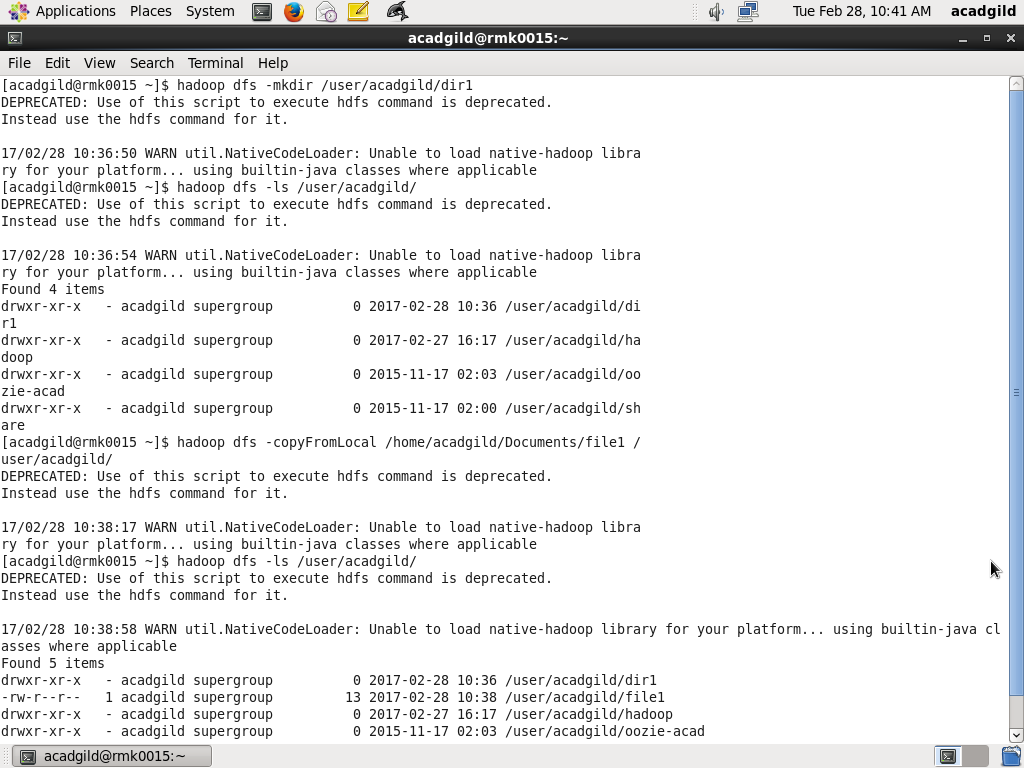 Applications Places System Tue Feb 28, 10:41 AM acadgild
acadgild@rmk0015:~
File Edit View Search Terminal Help
[acadgild@rmk0015 ~]$ hadoop dfs -mkdir /user/acadgild/dir1
DEPRECATED: Use of this script to execute hdfs command is deprecated.
Instead use the hdfs command for it.
17/02/28 10:36:50 WARN util.NativeCodeLoader: Unable to load native-hadoop libra
ry for your platform... using builtin-java classes where applicable
[acadgild@rmk0015 ~]$ hadoop dfs -ls /user/acadgild/
DEPRECATED: Use of this script to execute hdfs command is deprecated.
Instead use the hdfs command for it.
17/02/28 10:36:54 WARN util.NativeCodeLoader: Unable to load native-hadoop libra
ry for your platform... using builtin-java classes where applicable
Found 4 items
drwxr-xr-x   - acadgild supergroup          0 2017-02-28 10:36 /user/acadgild/di
r1
drwxr-xr-x   - acadgild supergroup          0 2017-02-27 16:17 /user/acadgild/ha
doop
drwxr-xr-x   - acadgild supergroup          0 2015-11-17 02:03 /user/acadgild/oo
zie-acad
drwxr-xr-x   - acadgild supergroup          0 2015-11-17 02:00 /user/acadgild/sh
are
[acadgild@rmk0015 ~]$ hadoop dfs -copyFromLocal /home/acadgild/Documents/file1 /
user/acadgild/
DEPRECATED: Use of this script to execute hdfs command is deprecated.
Instead use the hdfs command for it.
17/02/28 10:38:17 WARN util.NativeCodeLoader: Unable to load native-hadoop libra
ry for your platform... using builtin-java classes where applicable
[acadgild@rmk0015 ~]$ hadoop dfs -ls /user/acadgild/
DEPRECATED: Use of this script to execute hdfs command is deprecated.
Instead use the hdfs command for it.
17/02/28 10:38:58 WARN util.NativeCodeLoader: Unable to load native-hadoop library for your platform... using builtin-java cl
asses where applicable
Found 5 items
drwxr-xr-x   - acadgild supergroup          0 2017-02-28 10:36 /user/acadgild/dir1
-rw-r--r--   1 acadgild supergroup         13 2017-02-28 10:38 /user/acadgild/file1
drwxr-xr-x   - acadgild supergroup          0 2017-02-27 16:17 /user/acadgild/hadoop
drwxr-xr-x   - acadgild supergroup          0 2015-11-17 02:03 /user/acadgild/oozie-acad
acadgild@rmk0015:~